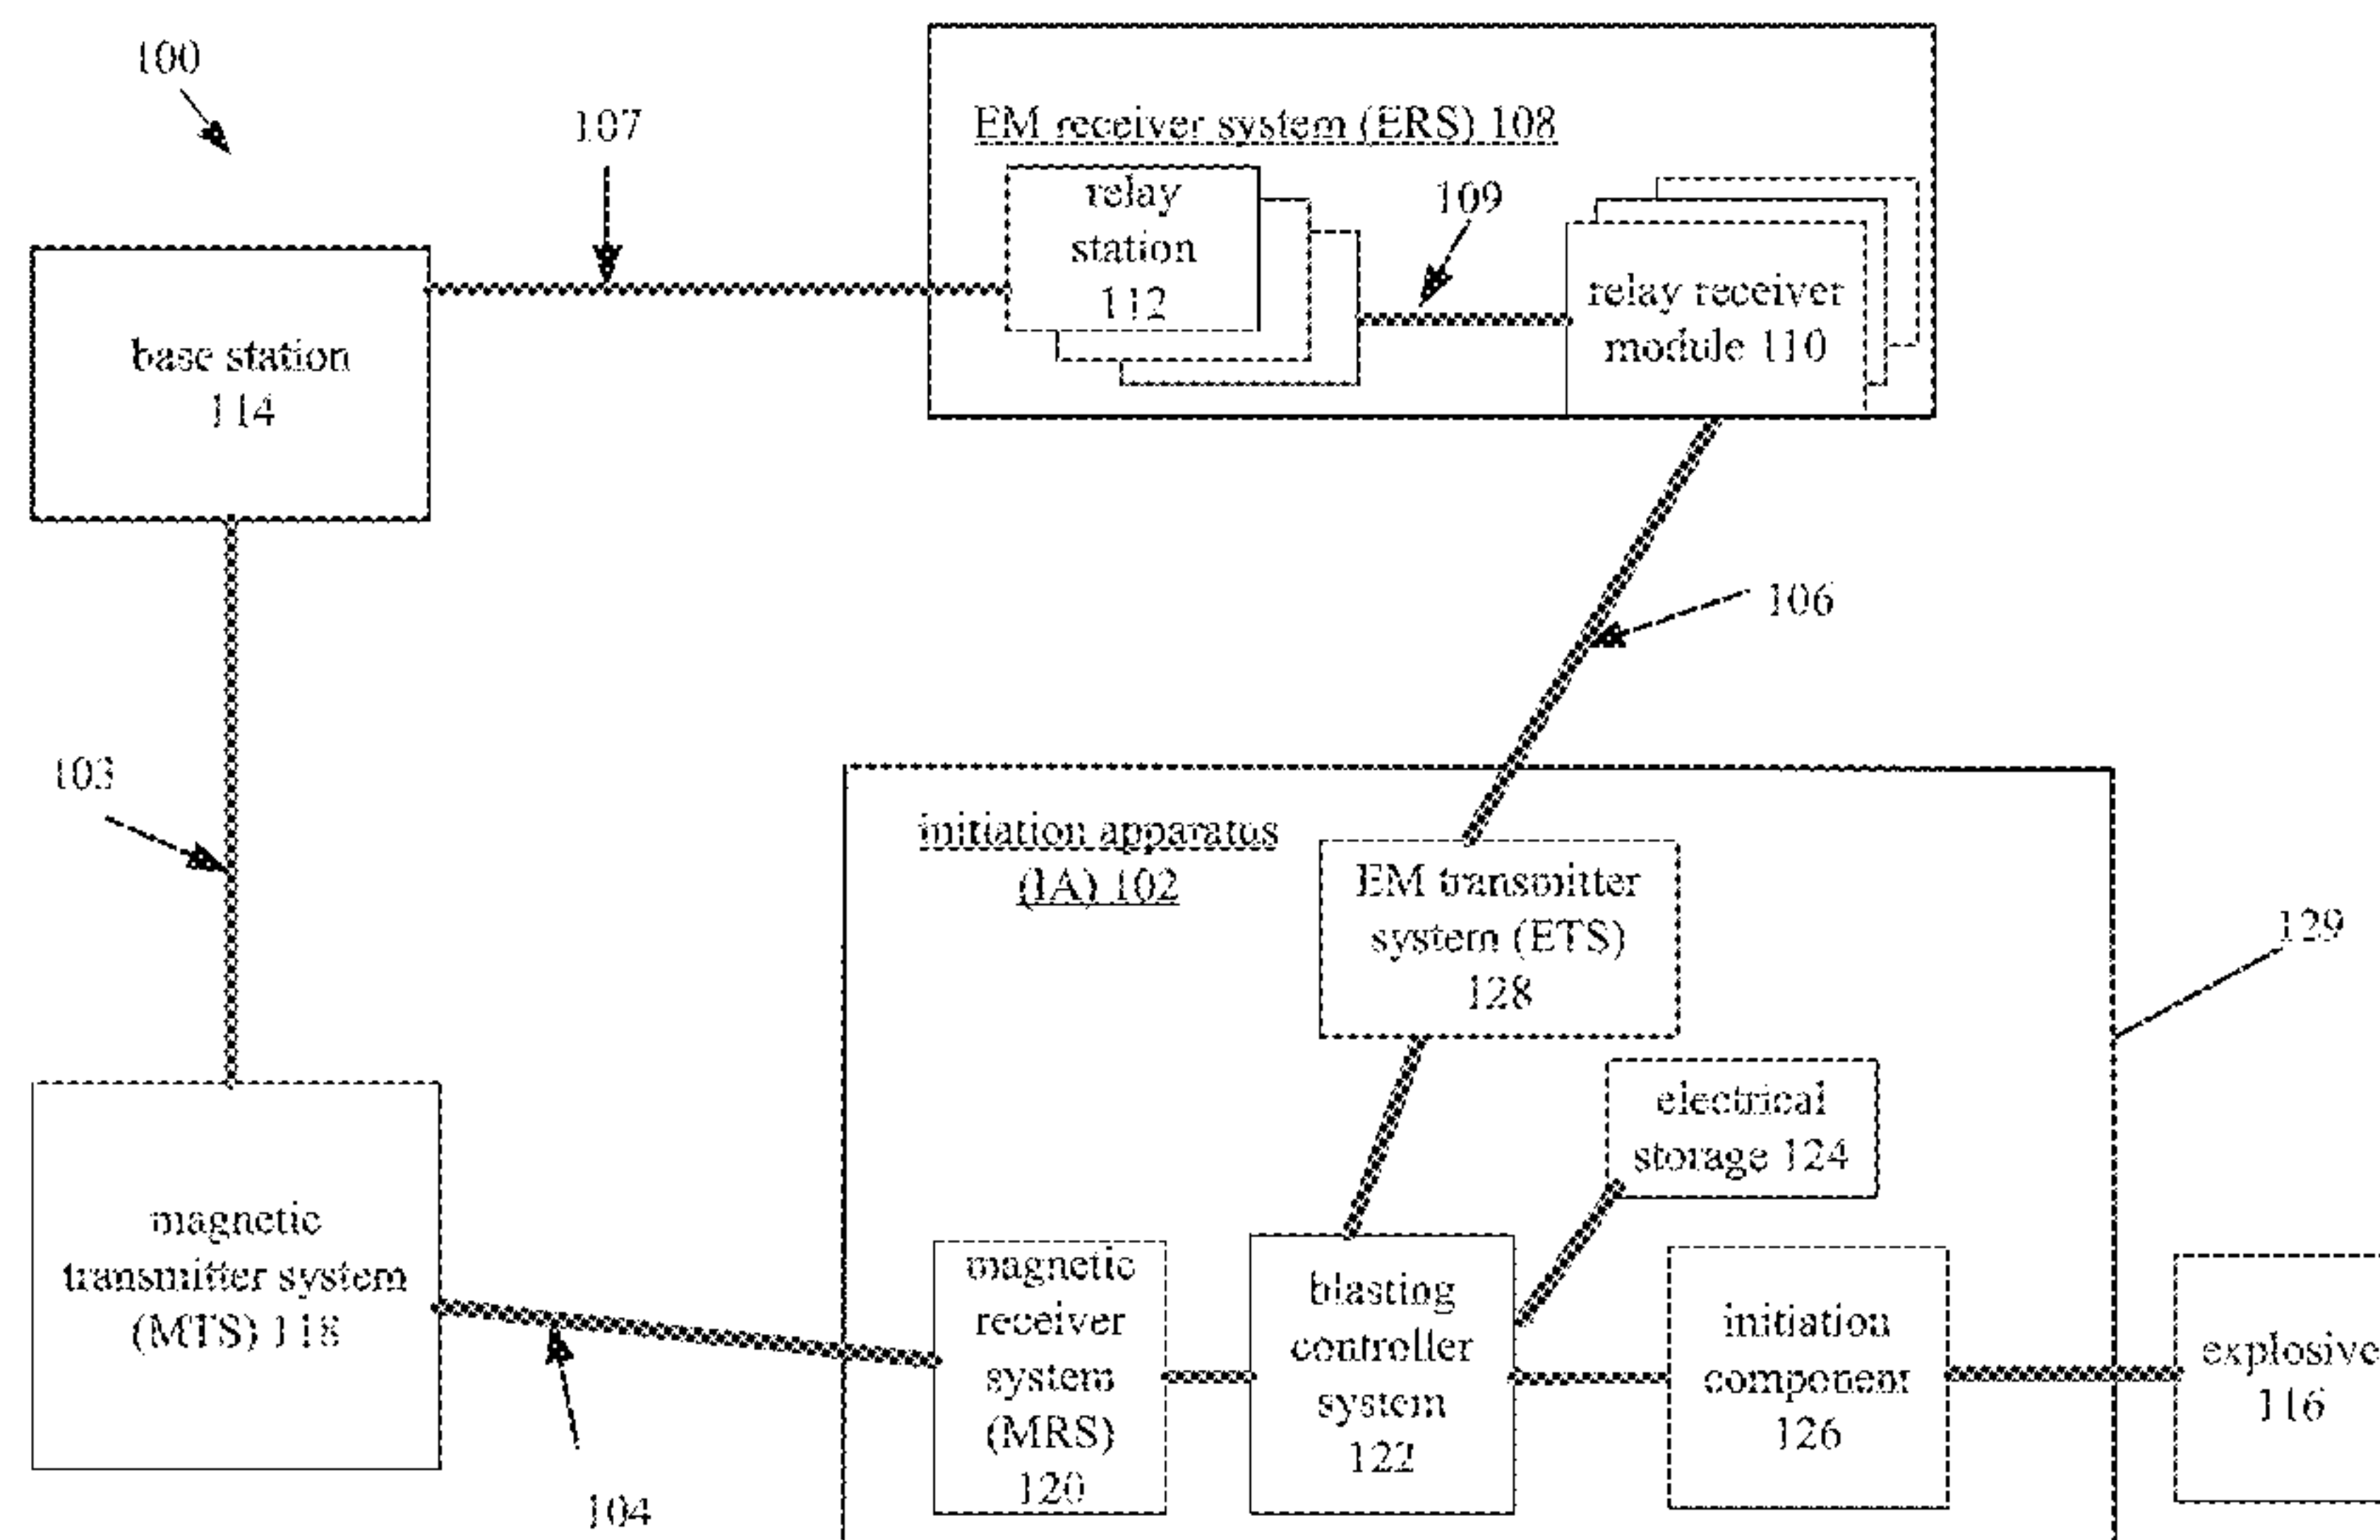 100
107
EM receiver system (ERS) 108
relay
station
112
109
relay receiver
module 110
base station
114
106
103
initiation apparatus
(IA) 102
EM transmitter
system (ETS)
128
129
electrical
storage 124
magnetic
transmitter system
(MTS) 118
magnetic
receiver
system
(MRS)
120
blasting
controller
system
122
initiation
component
126
explosive
116
104